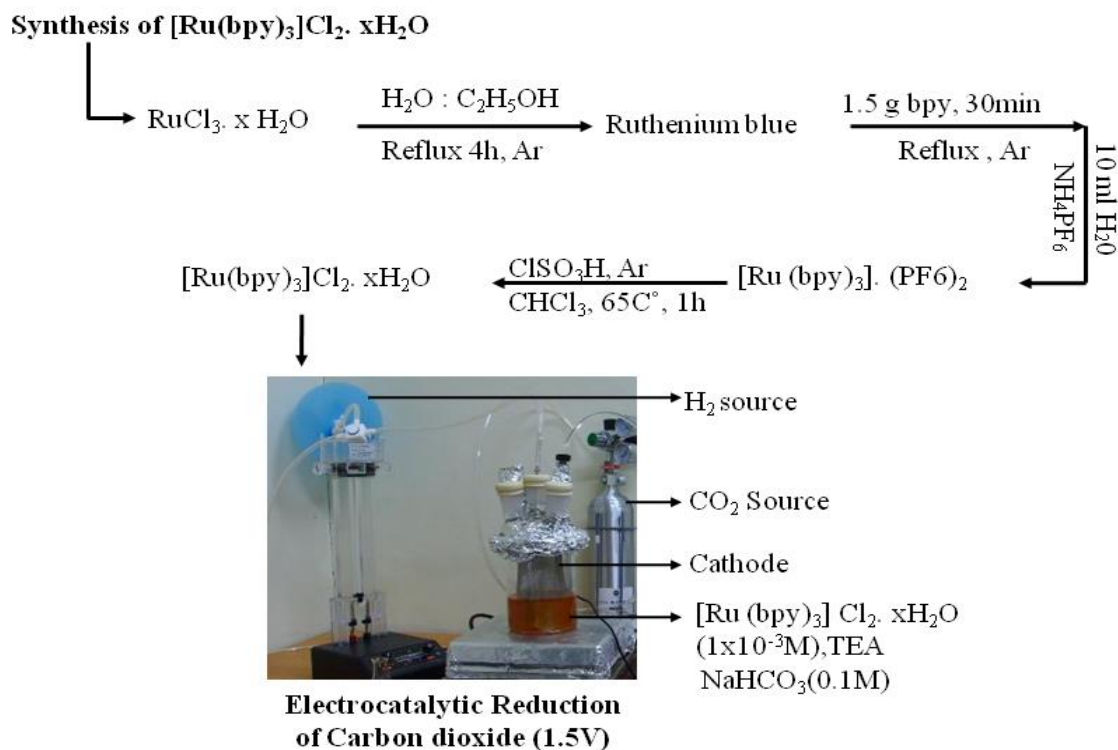 Synthesis of [Ru(bpy)₃]Cl₂. xH₂O
RuCl₃. x H₂O
H₂O : C₂H₅OH
Reflux 4h, Ar
Ruthenium blue
1.5 g bpy, 30min
Reflux , Ar
10 ml H₂0
NH₄PF₆
[Ru (bpy)₃]. (PF6)₂
ClSO₃H, Ar
CHCl₃, 65C˚, 1h
[Ru(bpy)₃]Cl₂. xH₂O
H₂ source
CO₂ Source
Cathode
[Ru (bpy)₃] Cl₂. xH₂O
(1x10⁻³M),TEA
NaHCO₃(0.1M)
Electrocatalytic Reduction
of Carbon dioxide (1.5V)